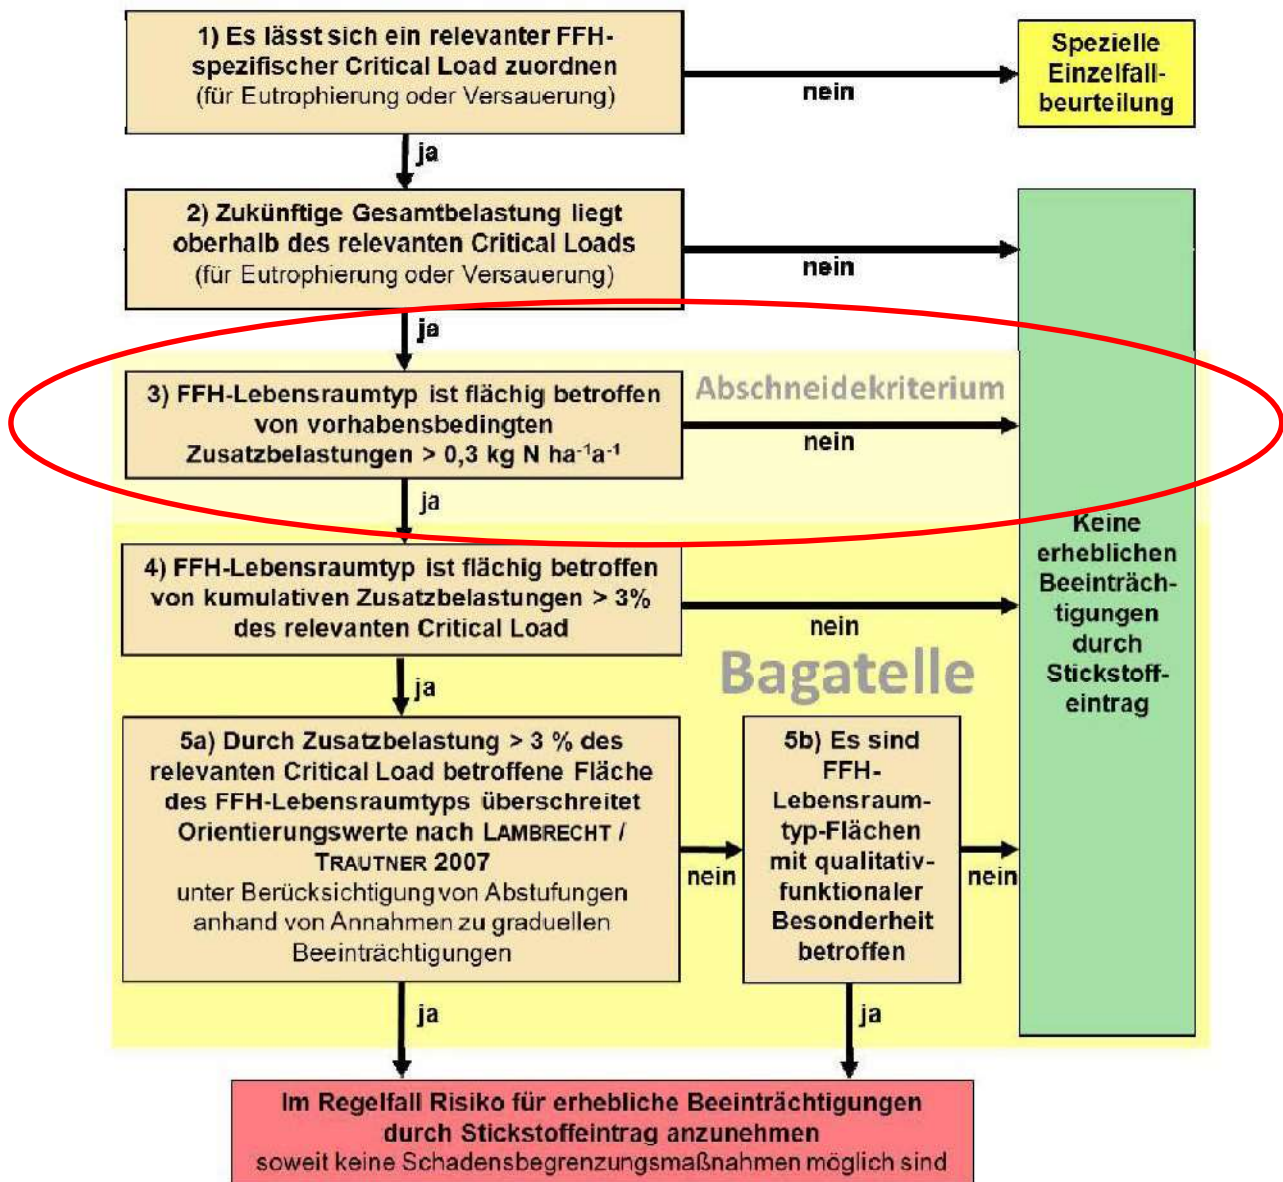 1) Es lässt sich ein relevanter FFH-
spezifischer Critical Load zuordnen
(für Eutrophierung oder Versauerung)
nein
Spezielle
Einzelfall-
beurteilung
ja
2) Zukünftige Gesamtbelastung liegt
oberhalb des relevanten Critical Loads
(für Eutrophierung oder Versauerung)
nein
ja
3) FFH-Lebensraumtyp ist flächig betroffen
von vorhabensbedingten
Zusatzbelastungen > 0,3 kg N ha⁻¹a⁻¹
Abschneidekriterium
nein
ja
4) FFH-Lebensraumtyp ist flächig betroffen
von kumulativen Zusatzbelastungen > 3%
des relevanten Critical Load
nein
Bagatelle
Keine
erheblichen
Beeinträch-
tigungen
durch
Stickstoff-
eintrag
ja
5a) Durch Zusatzbelastung > 3 % des
relevanten Critical Load betroffene Fläche
des FFH-Lebensraumtyps überschreitet
Orientierungswerte nach LAMBRECHT /
TRAUTNER 2007
unter Berücksichtigung von Abstufungen
anhand von Annahmen zu graduellen
Beeinträchtigungen
nein
5b) Es sind
FFH-
Lebensraum-
typ-Flächen
mit qualitativ-
funktionaler
Besonderheit
betroffen
nein
ja
ja
Im Regelfall Risiko für erhebliche Beeinträchtigungen
durch Stickstoffeintrag anzunehmen
soweit keine Schadensbegrenzungsmaßnahmen möglich sind